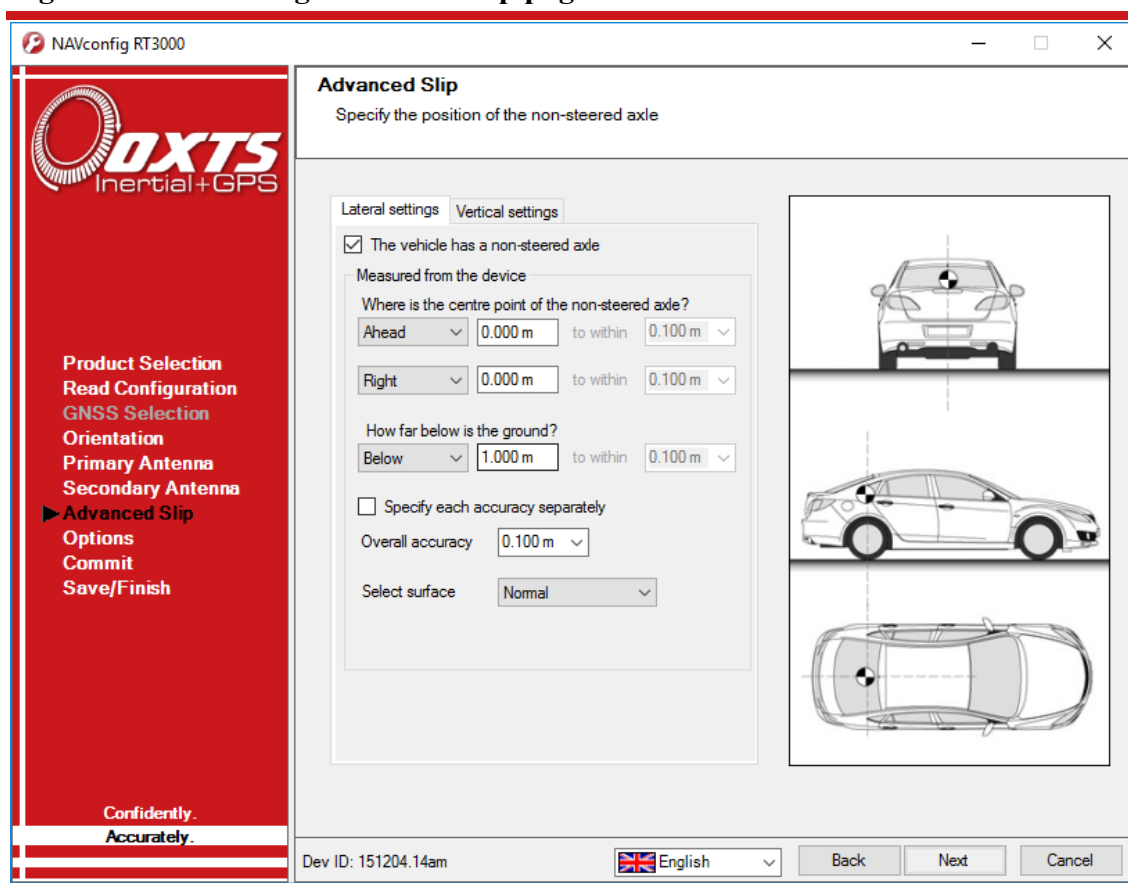 NAVconfig RT3000
OXTS
Inertial+GPS
Product Selection
Read Configuration
GNSS Selection
Orientation
Primary Antenna
Secondary Antenna
Advanced Slip
Options
Commit
Save/Finish
Confidently.
Accurately.
Advanced Slip
Specify the position of the non-steered axle
Lateral settings Vertical settings
The vehicle has a non-steered axle
Measured from the device
Where is the centre point of the non-steered axle?
Ahead 0.000 m to within 0.100 m
Right 0.000 m to within 0.100 m
How far below is the ground?
Below 1.000 m to within 0.100 m
Specify each accuracy separately
Overall accuracy 0.100 m
Select surface Normal
Dev ID: 151204.14am English Back Next Cancel